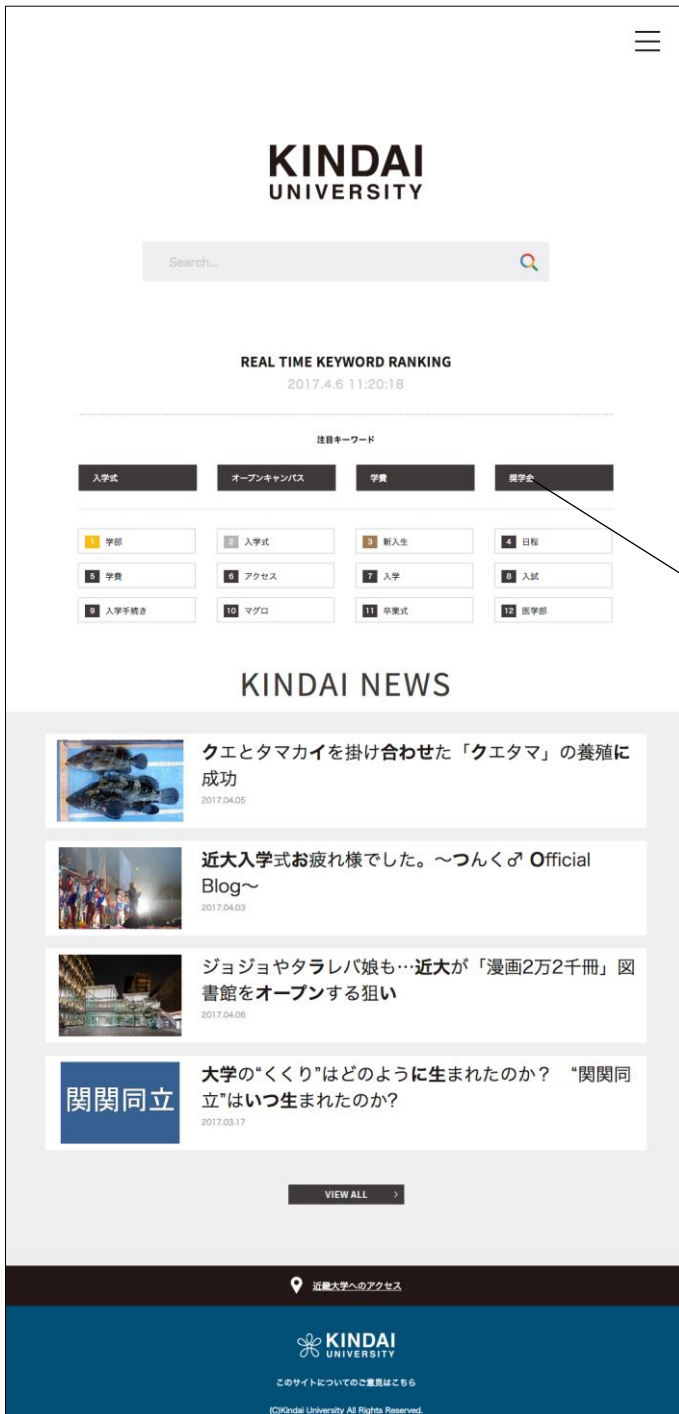 KINDAI
UNIVERSITY
Search...
REAL TIME KEYWORD RANKING
2017.4.6 11:20:18
注目キーワード
入学式
オープンキャンパス
学費
奨学会
1 学部
2 入学式
3 新入生
4 日程
5 学費
6 アクセス
7 入学
8 入試
9 入学手続き
10 マグロ
11 卒業式
12 医学部
KINDAI NEWS
クエとタマカイを掛け合わせた「クエタマ」の養殖に
成功
2017.04.05
近大入学式お疲れ様でした。〜つんく♂ Official
Blog〜
2017.04.03
ジョジョやタラレバ娘も…近大が「漫画2万2千冊」図
書館をオープンする狙い
2017.04.06
関関同立
大学の“くくり”はどのように生まれたのか？　“関関同
立”はいつ生まれたのか?
2017.03.17
VIEW ALL >
近畿大学へのアクセス
KINDAI
UNIVERSITY
このサイトについてのご意見はこちら
(C)Kindai University All Rights Reserved.